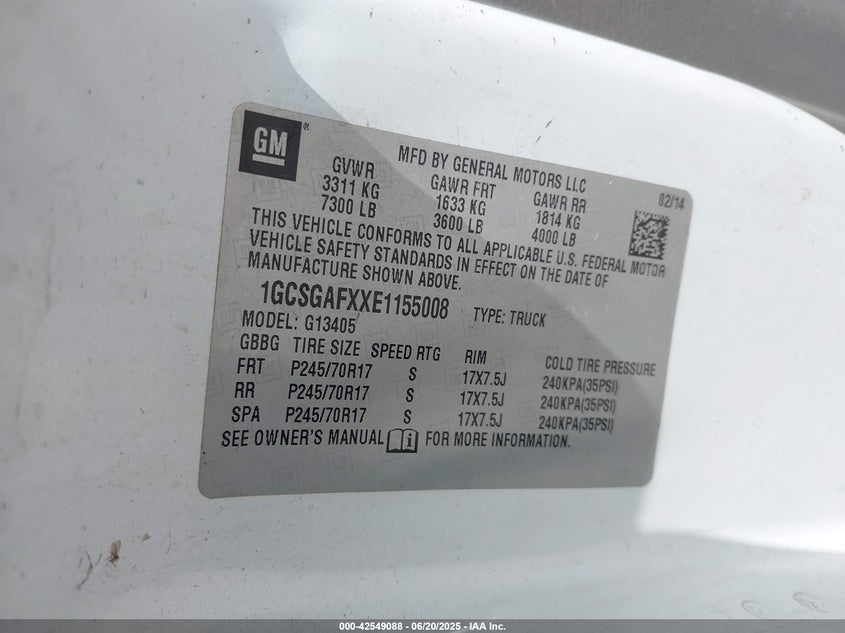 GM ®
MFD BY GENERAL MOTORS LLC
02/14
GVWR GAWR FRT GAWR RR
3311 KG 1633 KG 1814 KG
7300 LB 3600 LB 4000 LB
THIS VEHICLE CONFORMS TO ALL APPLICABLE U.S. FEDERAL MOTOR
VEHICLE SAFETY STANDARDS IN EFFECT ON THE DATE OF
MANUFACTURE SHOWN ABOVE.
1GCSGAFXXE1155008 TYPE: TRUCK
MODEL: G13405
GBBG TIRE SIZE SPEED RTG RIM COLD TIRE PRESSURE
FRT P245/70R17 S 17X7.5J 240KPA(35PSI)
RR P245/70R17 S 17X7.5J 240KPA(35PSI)
SPA P245/70R17 S 17X7.5J 240KPA(35PSI)
SEE OWNER'S MANUAL i FOR MORE INFORMATION.
000-42549088 - 06/20/2025 - IAA Inc.